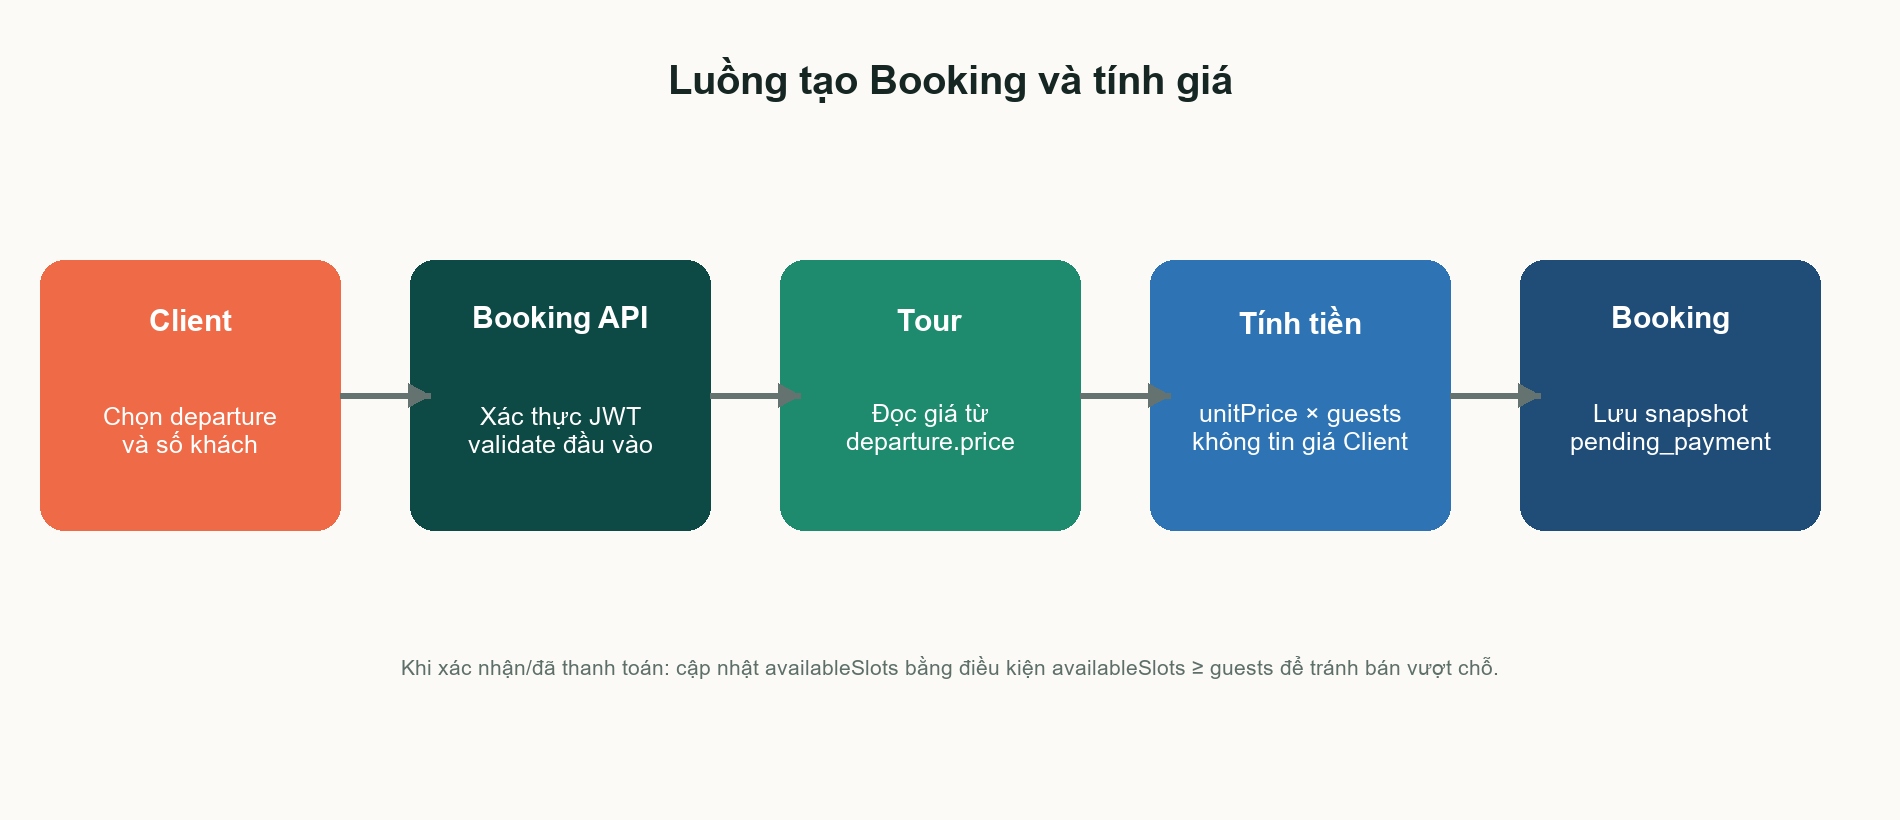 Luồng tạo Booking và tính giá
Client
Chọn departure
và số khách
Booking API
Xác thực JWT
validate đầu vào
Tour
Đọc giá từ
departure.price
Tính tiền
unitPrice × guests
không tin giá Client
Booking
Lưu snapshot
pending_payment
Khi xác nhận/đã thanh toán: cập nhật availableSlots bằng điều kiện availableSlots ≥ guests để tránh bán vượt chỗ.